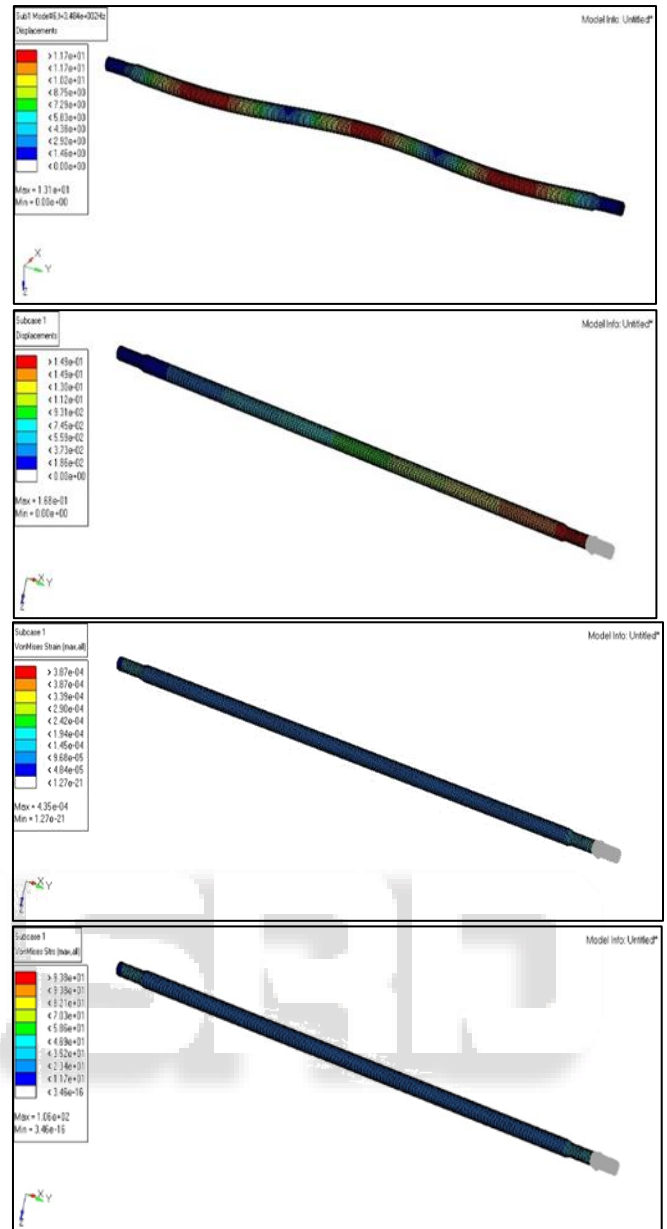 Sub1 Mode#6,f=3.484e+002Hz
Displacements
Model Info: Untitled*
> 1.17e+01
< 1.17e+01
< 1.02e+01
< 8.75e+00
< 7.29e+00
< 5.83e+00
< 4.38e+00
< 2.92e+00
< 1.46e+00
< 0.00e+00
Max = 1.31e+01
Min = 0.00e+00
X
Y
Z
Subcase 1
Displacements
Model Info: Untitled*
> 1.49e-01
< 1.49e-01
< 1.30e-01
< 1.12e-01
< 9.31e-02
< 7.45e-02
< 5.59e-02
< 3.73e-02
< 1.86e-02
< 0.00e+00
Max = 1.68e-01
Min = 0.00e+00
X
Y
Z
Subcase 1
VonMises Strain (max,all)
Model Info: Untitled*
> 3.87e-04
< 3.87e-04
< 3.39e-04
< 2.90e-04
< 2.42e-04
< 1.94e-04
< 1.45e-04
< 9.68e-05
< 4.84e-05
< 1.27e-21
Max = 4.35e-04
Min = 1.27e-21
X
Y
Z
Subcase 1
VonMises Strs (max,all)
Model Info: Untitled*
> 9.38e+01
< 9.38e+01
< 8.21e+01
< 7.03e+01
< 5.86e+01
< 4.69e+01
< 3.52e+01
< 2.34e+01
< 1.17e+01
< 3.46e-16
Max = 1.06e+02
Min = 3.46e-16
X
Y
Z